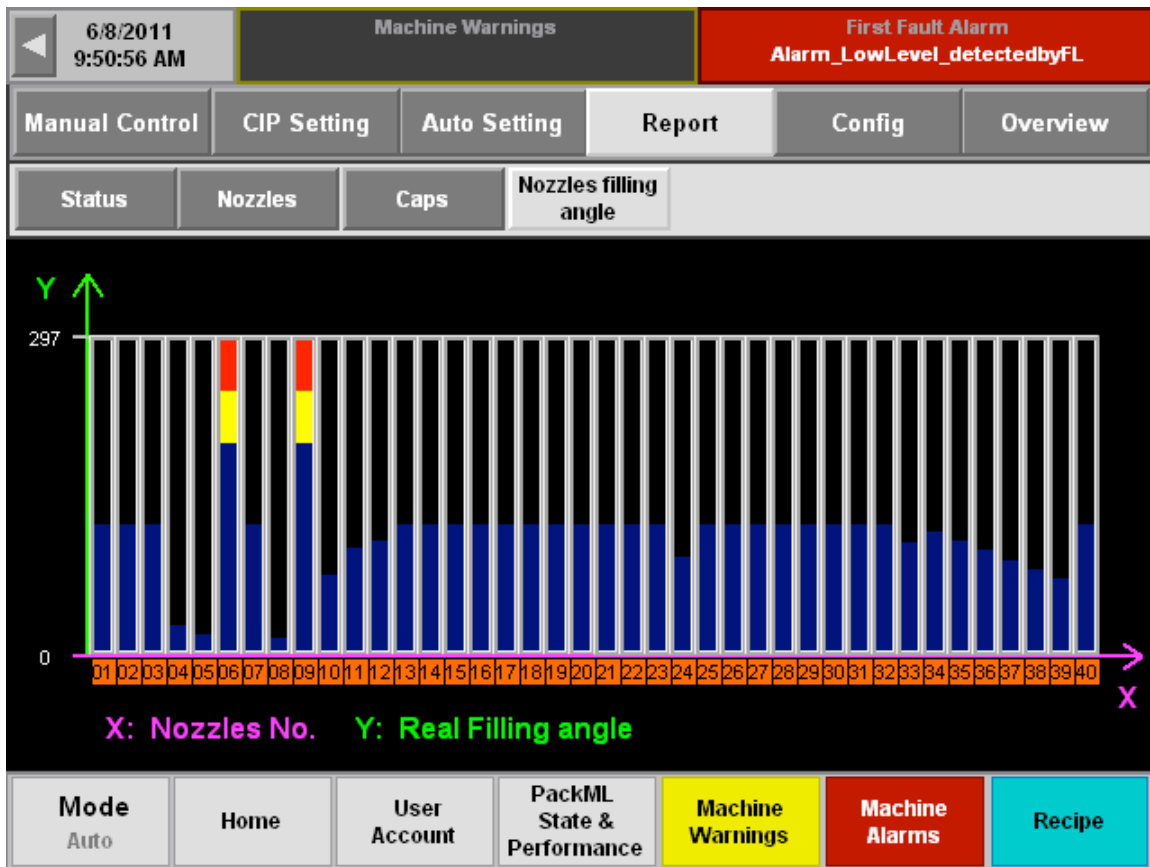 6/8/2011
9:50:56 AM
Machine Warnings
First Fault Alarm
Alarm_LowLevel_detectedbyFL
Manual Control
CIP Setting
Auto Setting
Report
Config
Overview
Status
Nozzles
Caps
Nozzles filling
angle
Y
297
0
01 02 03 04 05 06 07 08 09 10 11 12 13 14 15 16 17 18 19 20 21 22 23 24 25 26 27 28 29 30 31 32 33 34 35 36 37 38 39 40
X
X: Nozzles No. Y: Real Filling angle
Mode
Auto
Home
User
Account
PackML
State &
Performance
Machine
Warnings
Machine
Alarms
Recipe